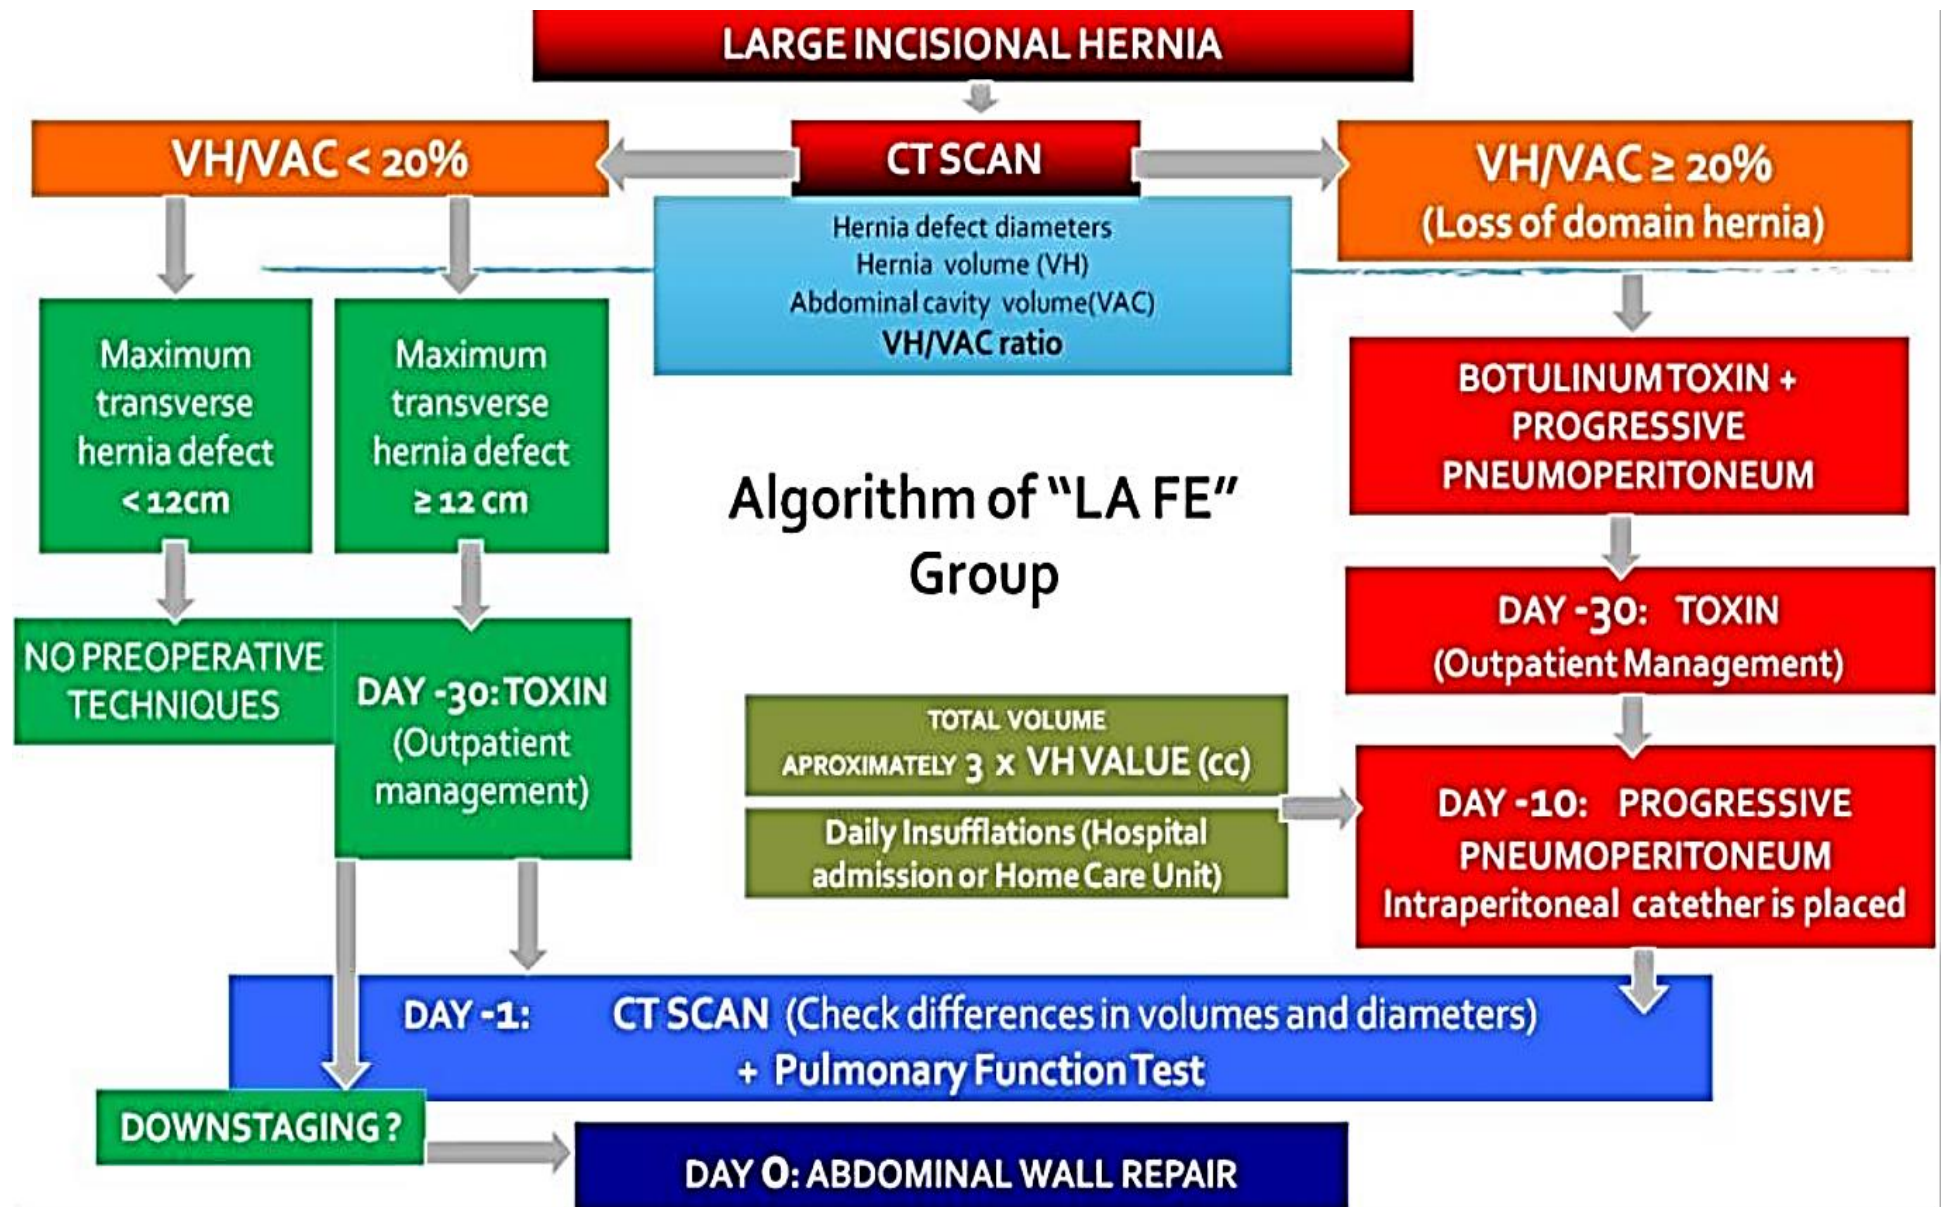 LARGE INCISIONAL HERNIA
CT SCAN
Hernia defect diameters
Hernia volume (VH)
Abdominal cavity volume(VAC)
VH/VAC ratio
VH/VAC < 20%
Maximum
transverse
hernia defect
< 12cm
NO PREOPERATIVE
TECHNIQUES
Maximum
transverse
hernia defect
≥ 12 cm
DAY -30: TOXIN
(Outpatient
management)
VH/VAC ≥ 20%
(Loss of domain hernia)
BOTULINUM TOXIN +
PROGRESSIVE
PNEUMOPERITONEUM
DAY -30: TOXIN
(Outpatient Management)
DAY -10: PROGRESSIVE
PNEUMOPERITONEUM
Intraperitoneal catether is placed
Algorithm of “LA FE”
Group
TOTAL VOLUME
APROXIMATELY 3 x VH VALUE (cc)
Daily Insufflations (Hospital
admission or Home Care Unit)
DAY -1: CT SCAN (Check differences in volumes and diameters)
+ Pulmonary Function Test
DOWNSTAGING?
DAY 0: ABDOMINAL WALL REPAIR